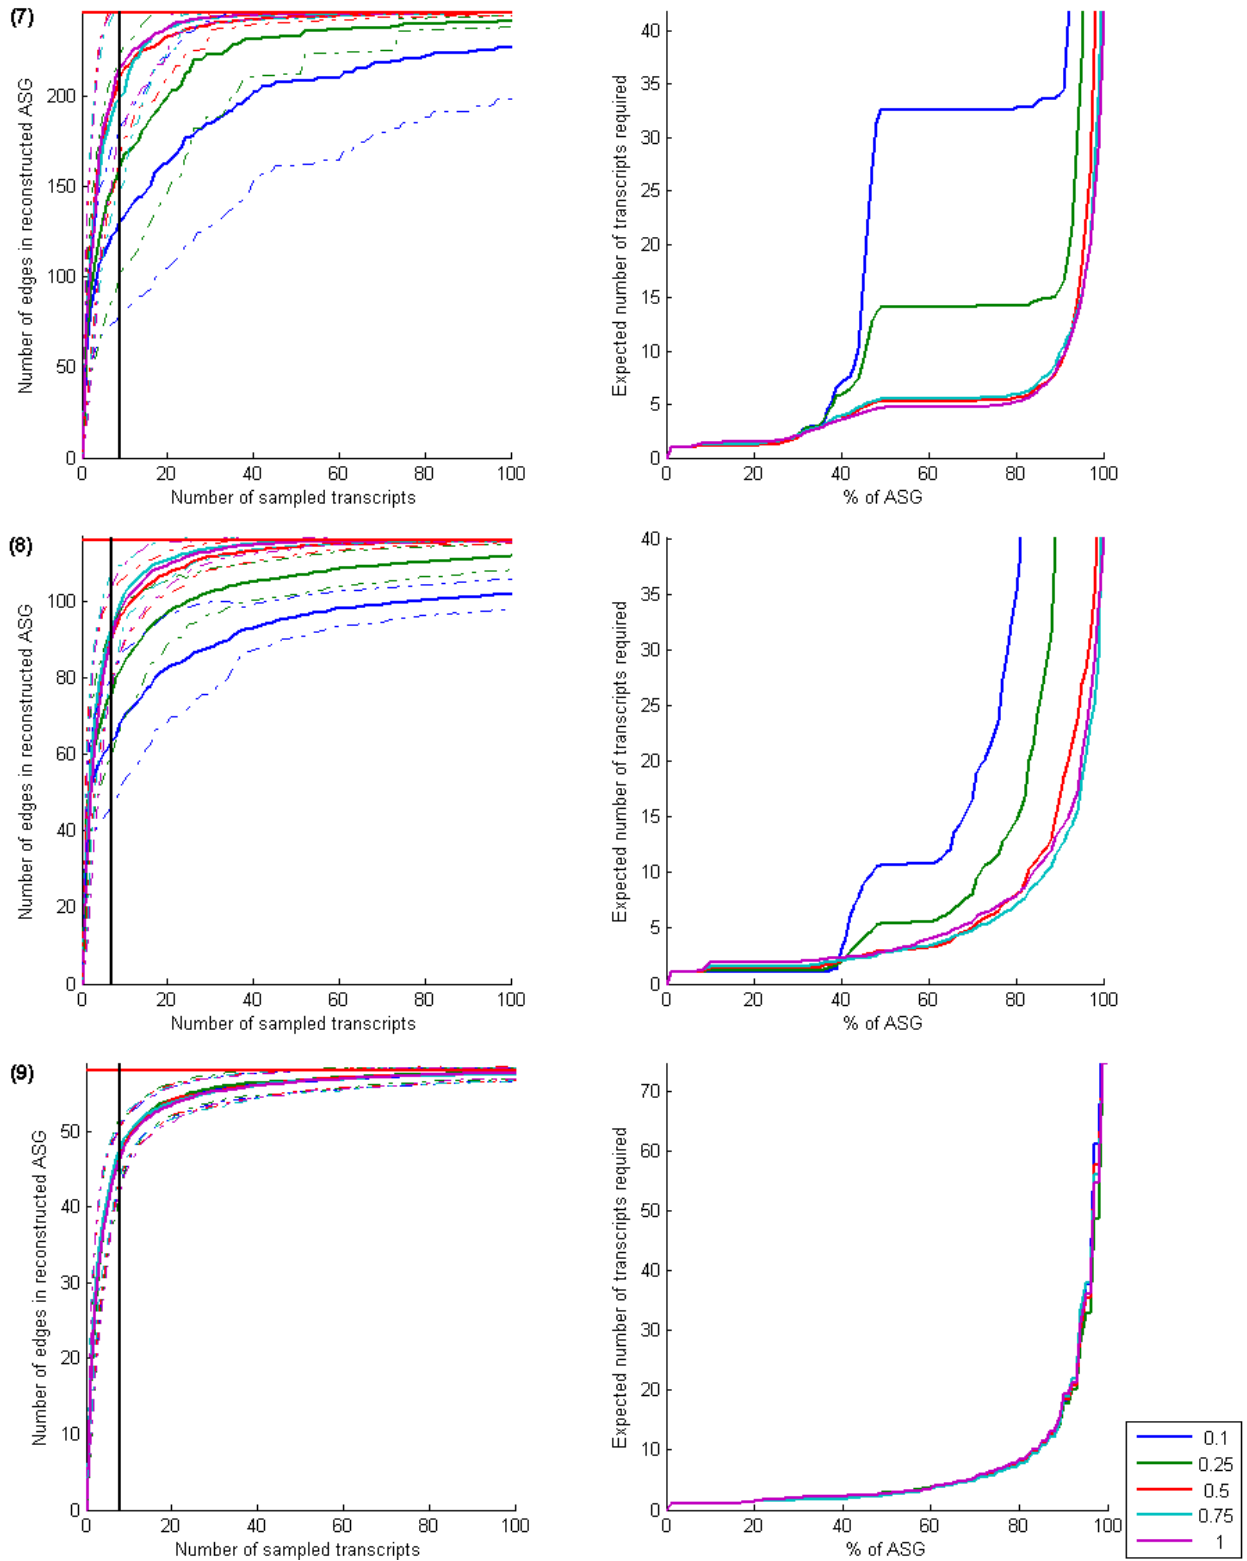 (7)
Number of edges in reconstructed ASG
200
150
100
50
0
0 20 40 60 80 100
Number of sampled transcripts
Expected number of transcripts required
40
35
30
25
20
15
10
5
0
0 20 40 60 80 100
% of ASG
(8)
Number of edges in reconstructed ASG
100
80
60
40
20
0
0 20 40 60 80 100
Number of sampled transcripts
Expected number of transcripts required
40
35
30
25
20
15
10
5
0
0 20 40 60 80 100
% of ASG
(9)
Number of edges in reconstructed ASG
50
40
30
20
10
0
0 20 40 60 80 100
Number of sampled transcripts
Expected number of transcripts required
70
60
50
40
30
20
10
0
0 20 40 60 80 100
% of ASG
0.1
0.25
0.5
0.75
1